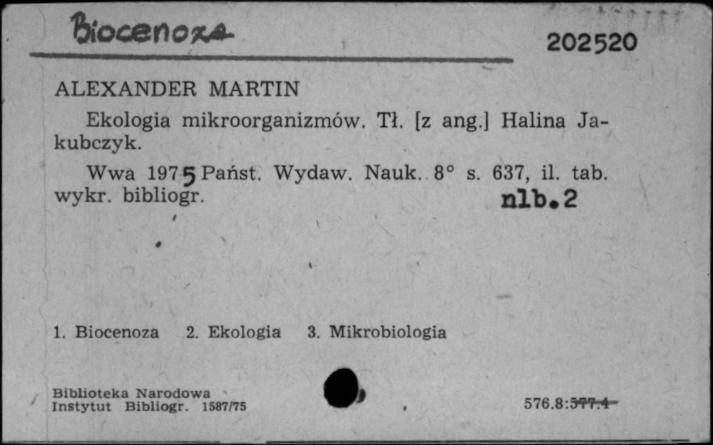 Biocenoza
202520
ALEXANDER MARTIN
Ekologia mikroorganizmów. Tł. [z ang.] Halina Ja-
kubczyk.
Wwa 1975 Państ. Wydaw. Nauk. 8° s. 637, il. tab.
wykr. bibliogr. nlb. 2
1. Biocenoza 2. Ekologia 3. Mikrobiologia
Biblioteka Narodowa
Instytut Bibliogr. 1587/75
576.8:577.4